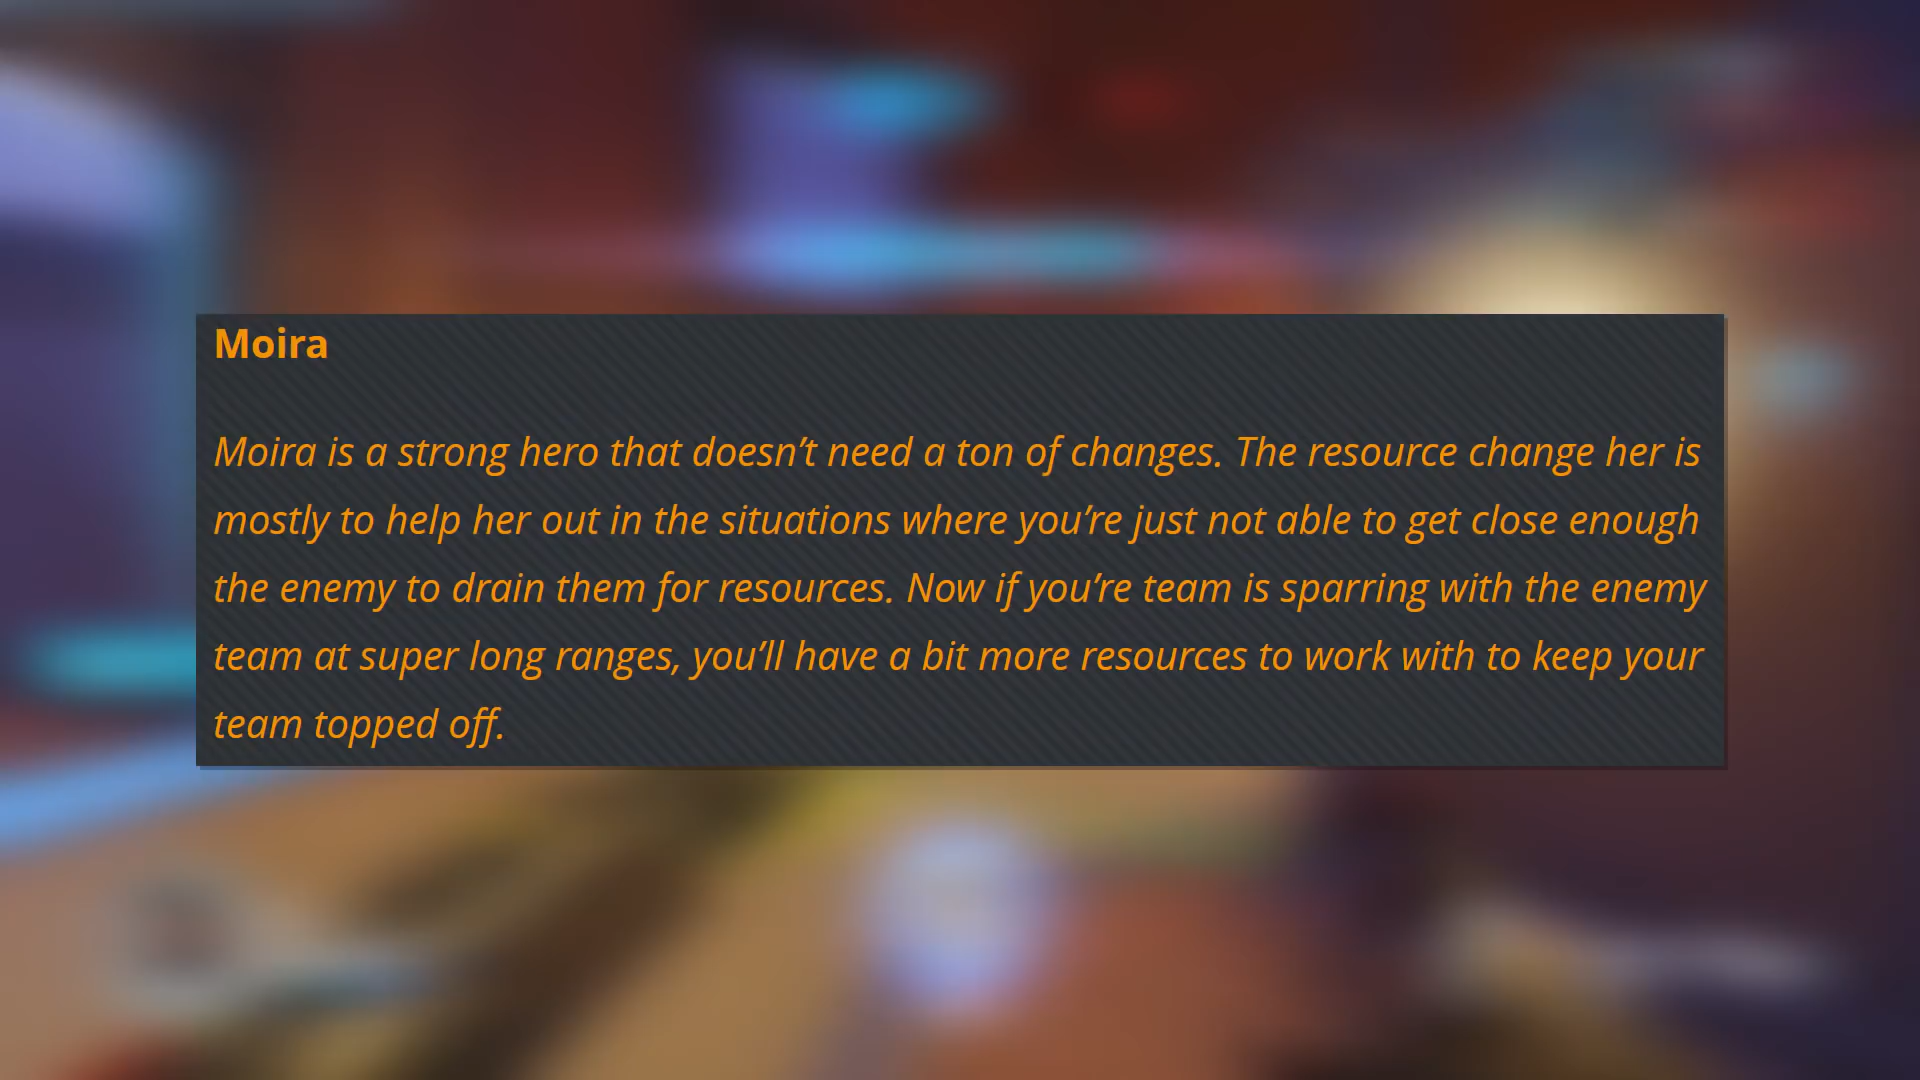 Moira
Moira is a strong hero that doesn’t need a ton of changes. The resource change her is
mostly to help her out in the situations where you’re just not able to get close enough
the enemy to drain them for resources. Now if you’re team is sparring with the enemy
team at super long ranges, you’ll have a bit more resources to work with to keep your
team topped off.